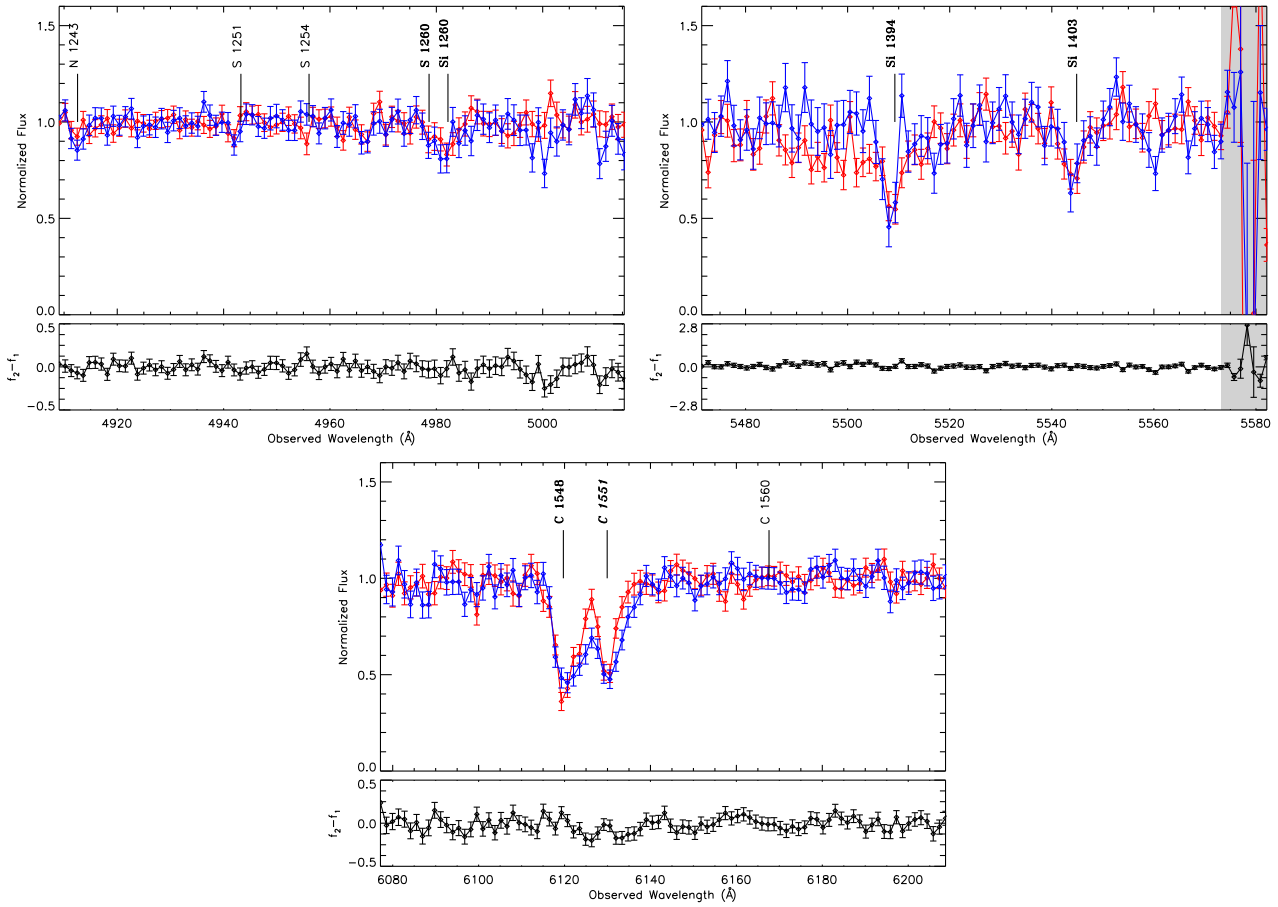 1.5
1.0
0.5
0.0
Normalized Flux
N 1243
S 1251
S 1254
S 1260
Si 1260
0.5
0.0
−0.5
f₂−f₁
4920 4940 4960 4980 5000
Observed Wavelength (Å)
1.5
1.0
0.5
0.0
Normalized Flux
Si 1394
Si 1403
2.8
0.0
−2.8
f₂−f₁
5480 5500 5520 5540 5560 5580
Observed Wavelength (Å)
1.5
1.0
0.5
0.0
Normalized Flux
C 1548
C 1551
C 1560
0.5
0.0
−0.5
f₂−f₁
6080 6100 6120 6140 6160 6180 6200
Observed Wavelength (Å)